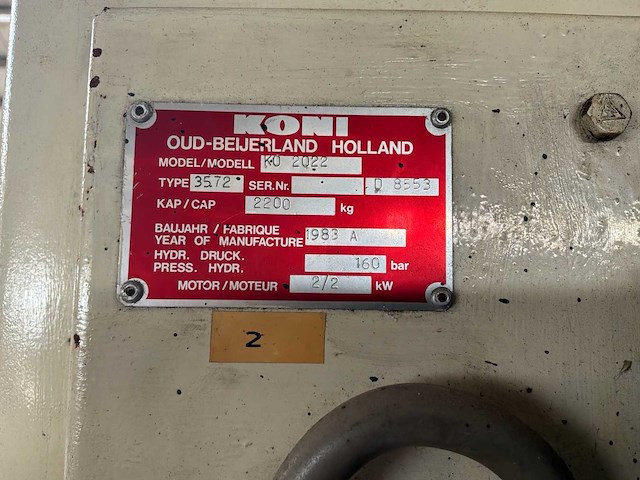 KONI
OUD-BEIJERLAND HOLLAND
MODEL/MODELL KU 2022
TYPE 3572 SER.Nr. D 8553
KAP/CAP 2200 kg
BAUJAHR/FABRIQUE
YEAR OF MANUFACTURE 1983 A
HYDR. DRUCK.
PRESS. HYDR. 160 bar
MOTOR/MOTEUR 2/2 kW
2